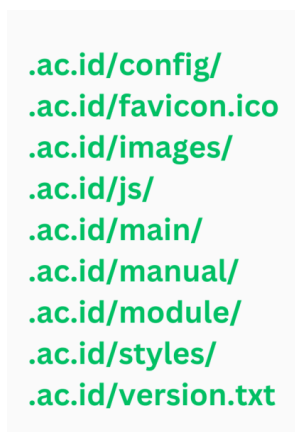 .ac.id/config/
.ac.id/favicon.ico
.ac.id/images/
.ac.id/js/
.ac.id/main/
.ac.id/manual/
.ac.id/module/
.ac.id/styles/
.ac.id/version.txt